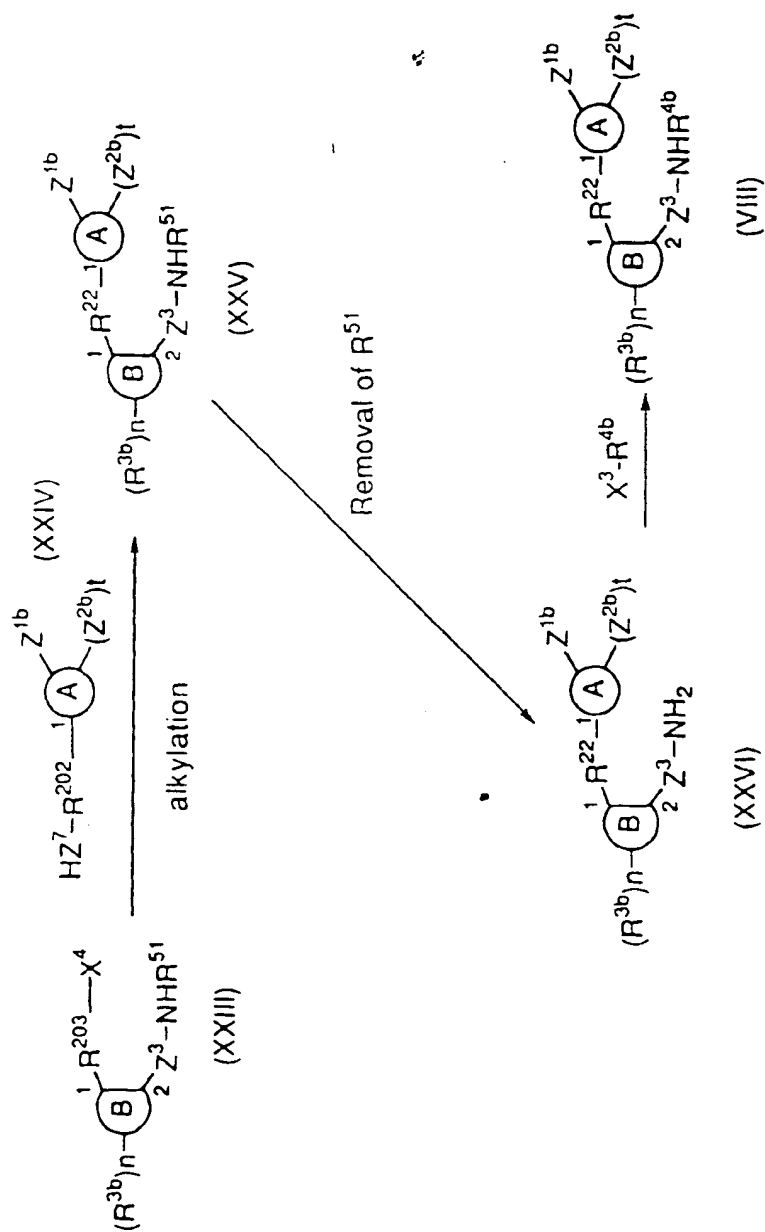 (R³ᵇ)n
B
1
R²⁰³—X⁴
2
Z³–NHR⁵¹
(XXIII)
HZ⁷–R²⁰²
1
A
Z¹ᵇ
(Z²ᵇ)t
(XXIV)
alkylation
(R³ᵇ)n
B
1
R²²
1
A
Z¹ᵇ
(Z²ᵇ)t
2
Z³–NHR⁵¹
(XXV)
Removal of R⁵¹
(R³ᵇ)n
B
1
R²²
1
A
Z¹ᵇ
(Z²ᵇ)t
2
Z³–NH₂
(XXVI)
X³-R⁴ᵇ
(R³ᵇ)n
B
1
R²²
1
A
Z¹ᵇ
(Z²ᵇ)t
2
Z³–NHR⁴ᵇ
(VIII)